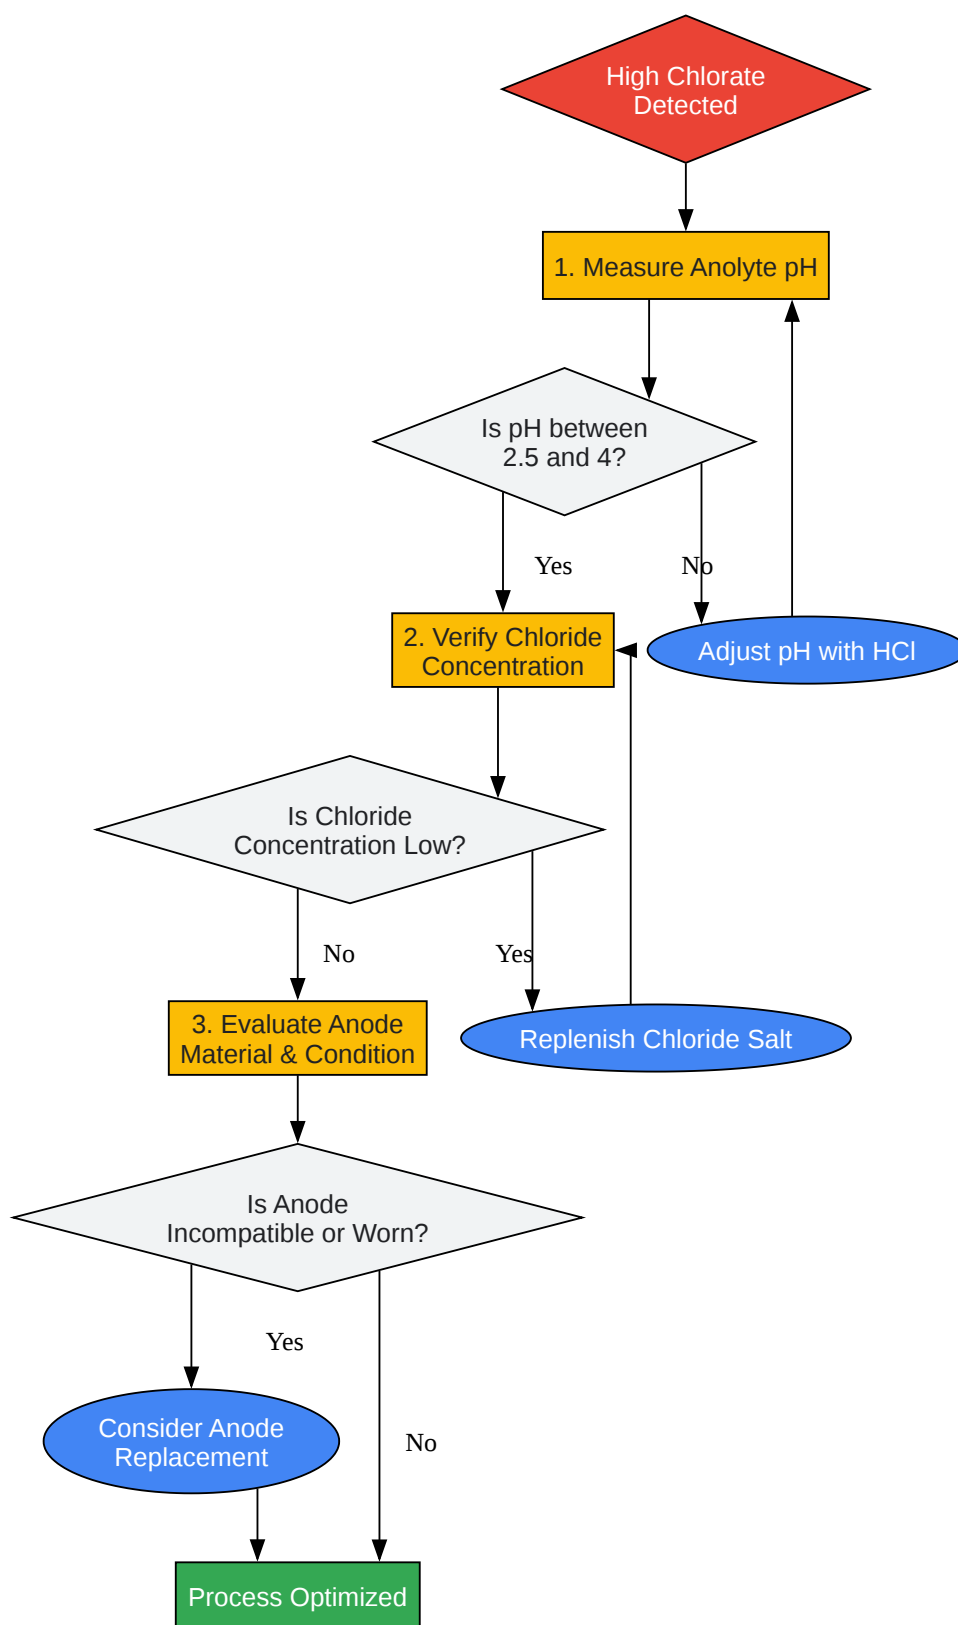 High Chlorate
Detected
1. Measure Anolyte pH
Is pH between
2.5 and 4?
Yes
No
2. Verify Chloride
Concentration
Adjust pH with HCl
Is Chloride
Concentration Low?
No
Yes
3. Evaluate Anode
Material & Condition
Replenish Chloride Salt
Is Anode
Incompatible or Worn?
Yes
Consider Anode
Replacement
No
Process Optimized